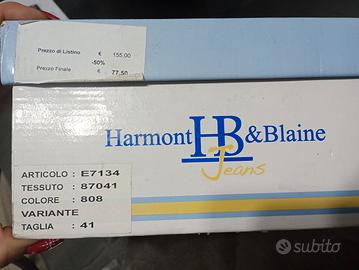 Prezzo di Listino € 155,00
-50%
Prezzo Finale € 77,50
Harmont HB &Blaine
Jeans
ARTICOLO : E7134
TESSUTO : 87041
COLORE : 808
VARIANTE
TAGLIA : 41
subito